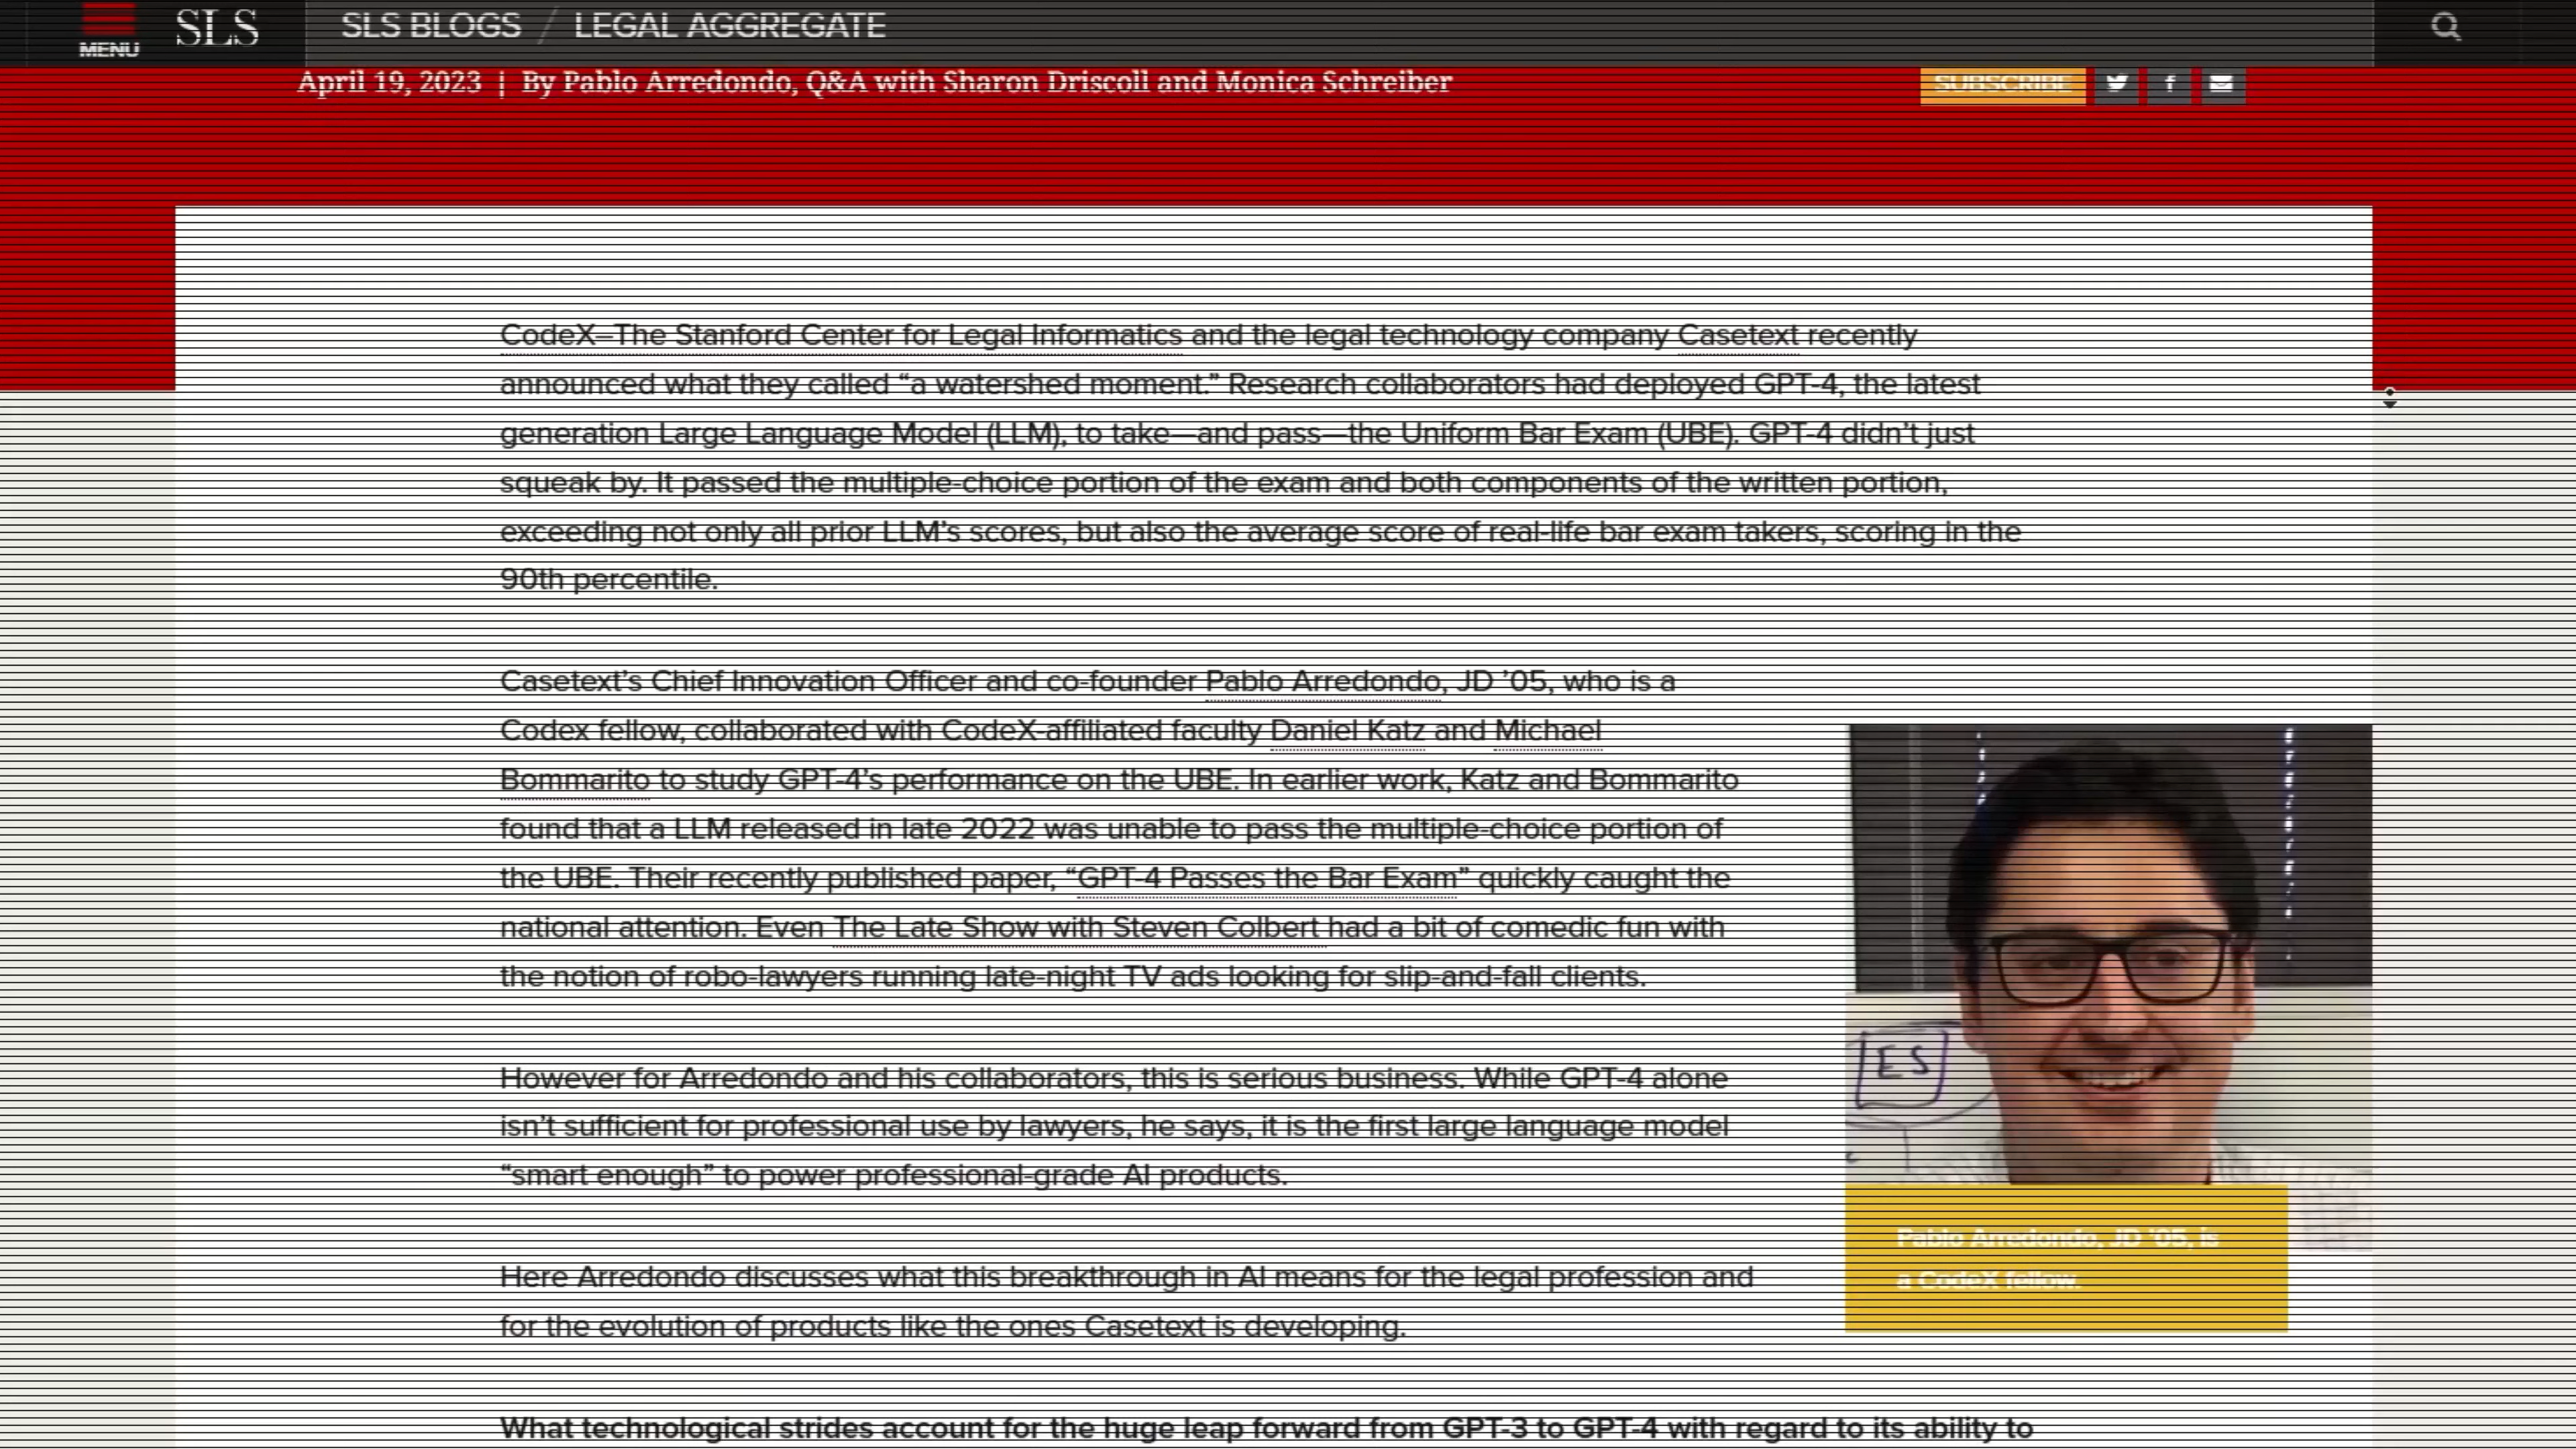 MENU
SLS
SLS BLOGS / LEGAL AGGREGATE
April 19, 2023 | By Pablo Arredondo, Q&A with Sharon Driscoll and Monica Schreiber
SUBSCRIBE
CodeX–The Stanford Center for Legal Informatics and the legal technology company Casetext recently
announced what they called “a watershed moment.” Research collaborators had deployed GPT-4, the latest
generation Large Language Model (LLM), to take—and pass—the Uniform Bar Exam (UBE). GPT-4 didn’t just
squeak by. It passed the multiple-choice portion of the exam and both components of the written portion,
exceeding not only all prior LLM’s scores, but also the average score of real-life bar exam takers, scoring in the
90th percentile.
Casetext’s Chief Innovation Officer and co-founder Pablo Arredondo, JD ’05, who is a
Codex fellow, collaborated with CodeX-affiliated faculty Daniel Katz and Michael
Bommarito to study GPT-4’s performance on the UBE. In earlier work, Katz and Bommarito
found that a LLM released in late 2022 was unable to pass the multiple-choice portion of
the UBE. Their recently published paper, “GPT-4 Passes the Bar Exam” quickly caught the
national attention. Even The Late Show with Steven Colbert had a bit of comedic fun with
the notion of robo-lawyers running late-night TV ads looking for slip-and-fall clients.
However for Arredondo and his collaborators, this is serious business. While GPT-4 alone
isn’t sufficient for professional use by lawyers, he says, it is the first large language model
“smart enough” to power professional-grade AI products.
Here Arredondo discusses what this breakthrough in AI means for the legal profession and
for the evolution of products like the ones Casetext is developing.
ES
Pablo Arredondo, JD ’05, is
a CodeX fellow.
What technological strides account for the huge leap forward from GPT-3 to GPT-4 with regard to its ability to